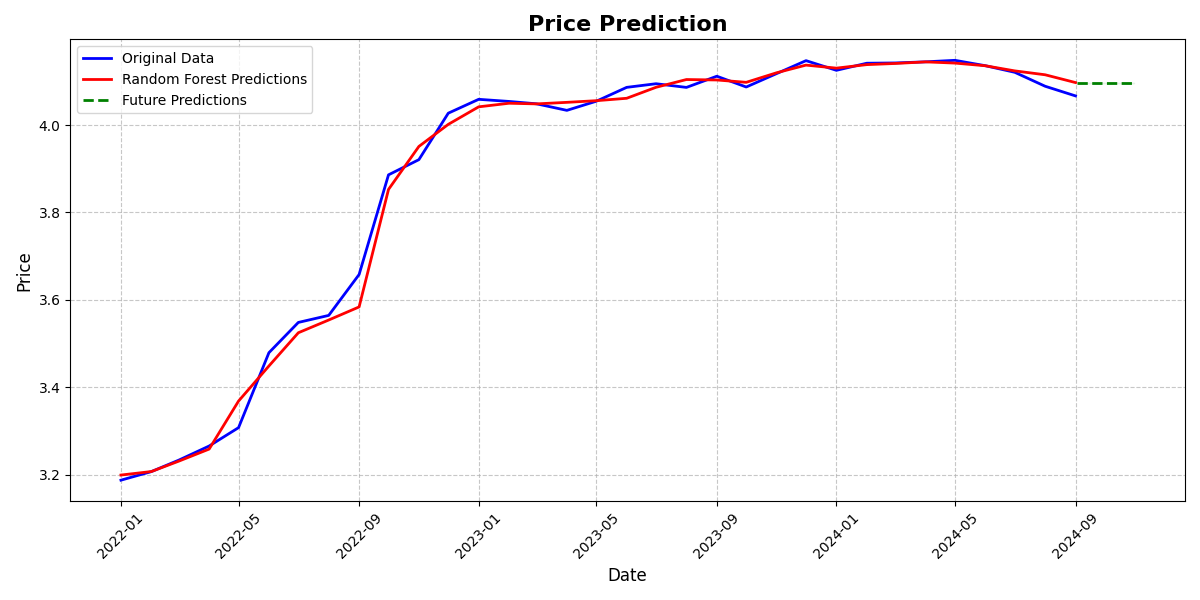 Price Prediction
Original Data
Random Forest Predictions
Future Predictions
Price
4.0
3.8
3.6
3.4
3.2
2022-01
2022-05
2022-09
2023-01
2023-05
2023-09
2024-01
2024-05
2024-09
Date